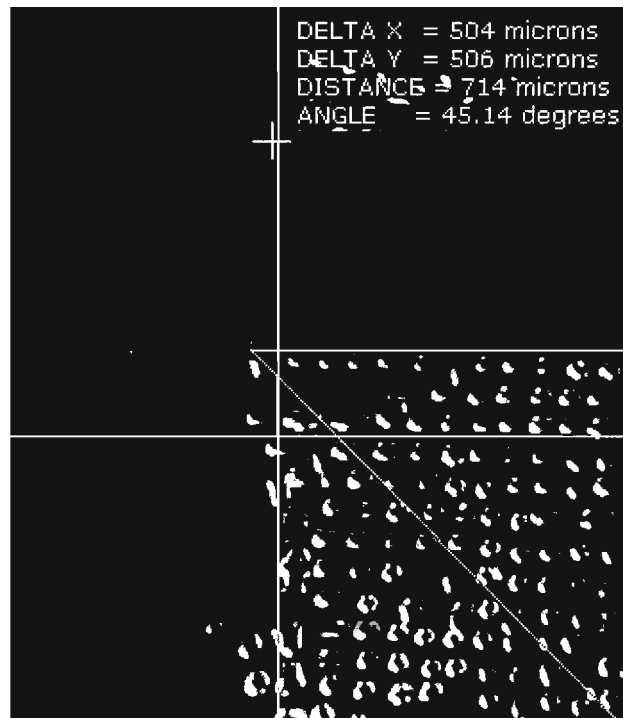 DELTA X = 504 microns
DELTA Y = 506 microns
DISTANCE = 714 microns
ANGLE = 45.14 degrees